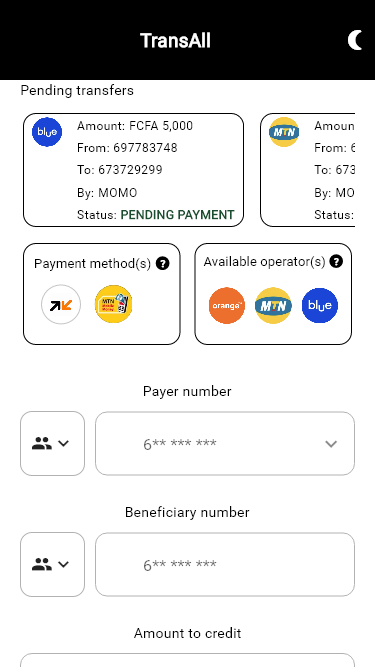 TransAll
Pending transfers
blue
Amount: FCFA 5,000
From: 697783748
To: 673729299
By: MOMO
Status: PENDING PAYMENT
MTN
Amoun
From: 6
To: 673
By: MO
Status:
Payment method(s) ?
MTN
Available operator(s) ?
orange
MTN
blue
Payer number
6** *** ***
Beneficiary number
6** *** ***
Amount to credit